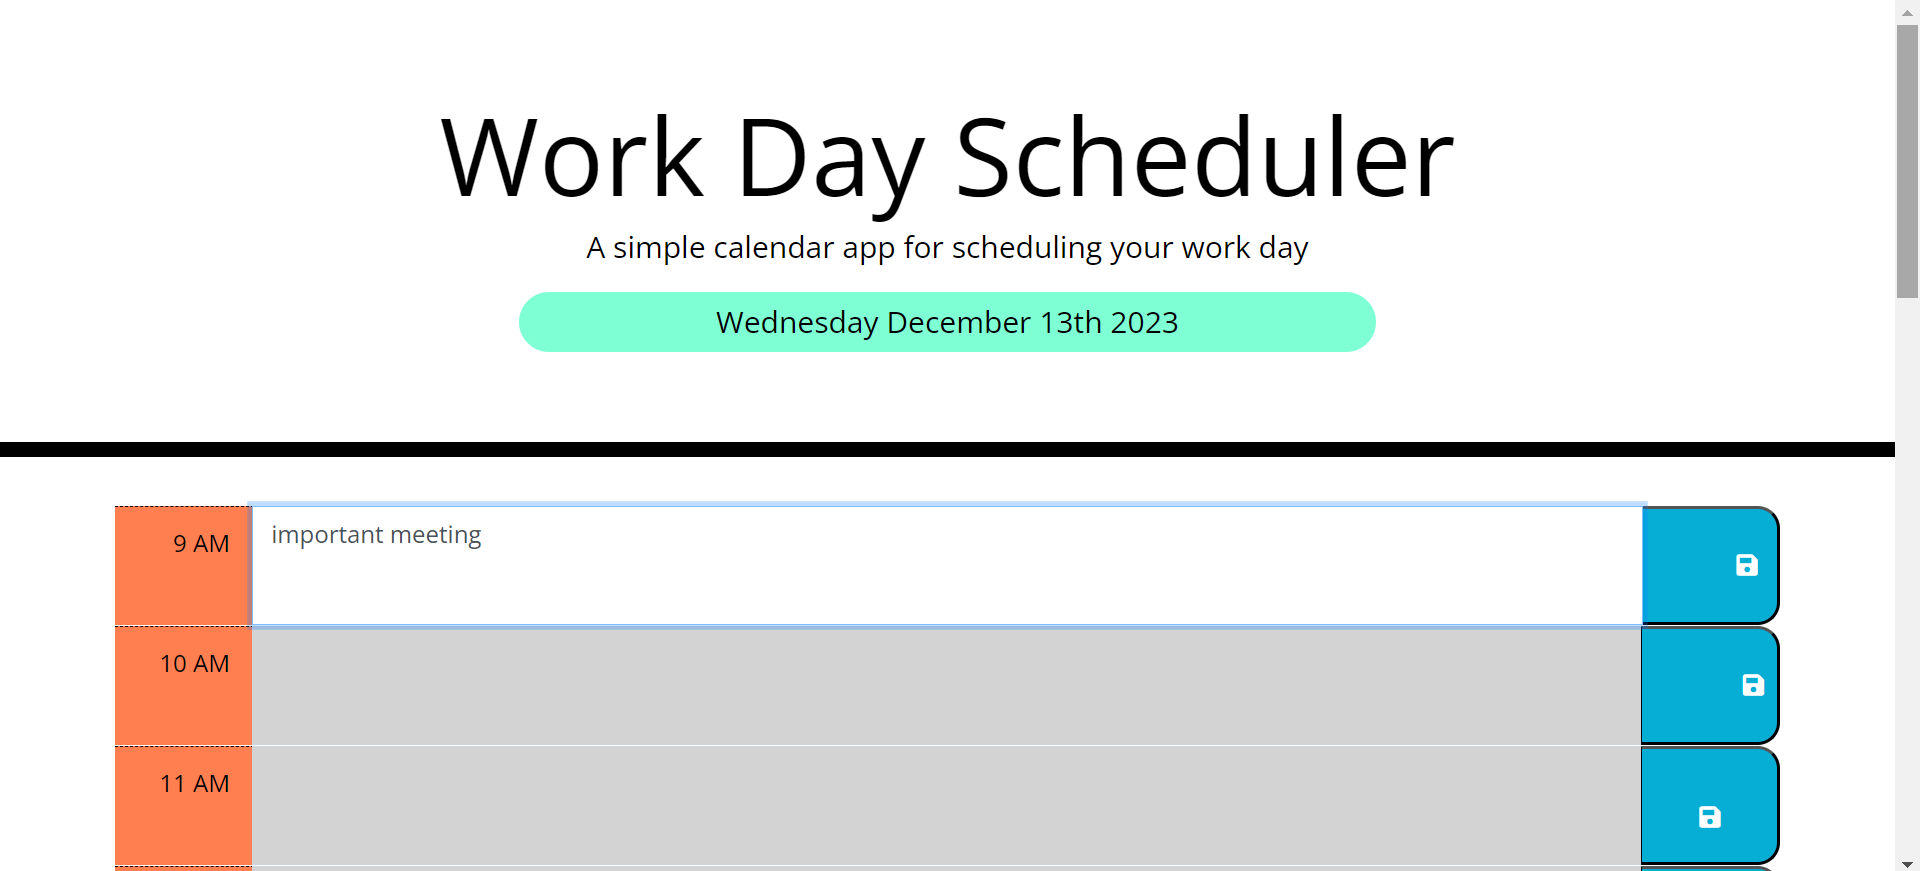 Work Day Scheduler
A simple calendar app for scheduling your work day
Wednesday December 13th 2023
9 AM
important meeting
10 AM
11 AM